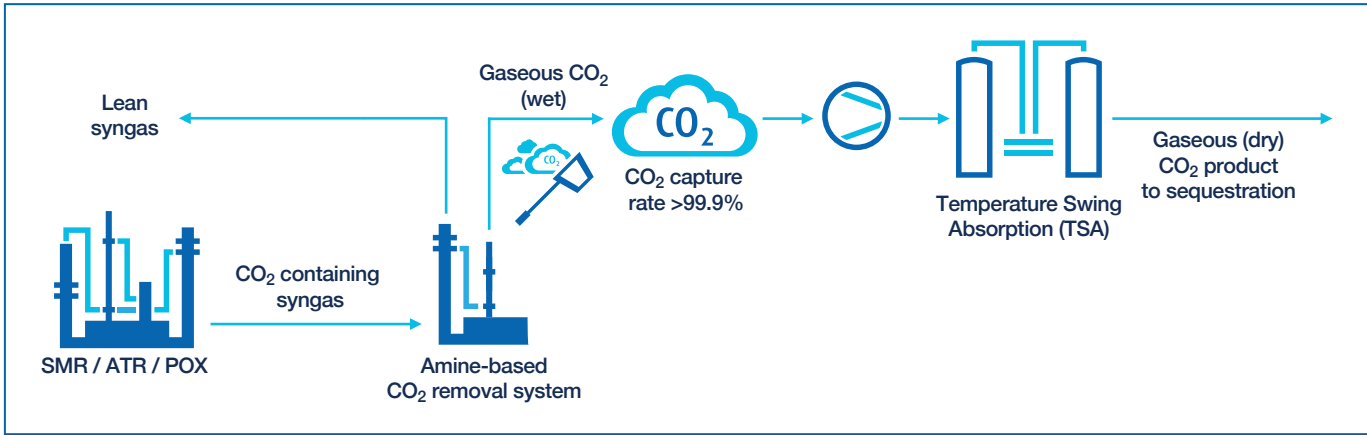 Lean
syngas
Gaseous CO₂
(wet)
CO₂
CO₂
CO₂ capture
rate >99.9%
Temperature Swing
Absorption (TSA)
Gaseous (dry)
CO₂ product
to sequestration
CO₂ containing
syngas
SMR / ATR / POX
Amine-based
CO₂ removal system